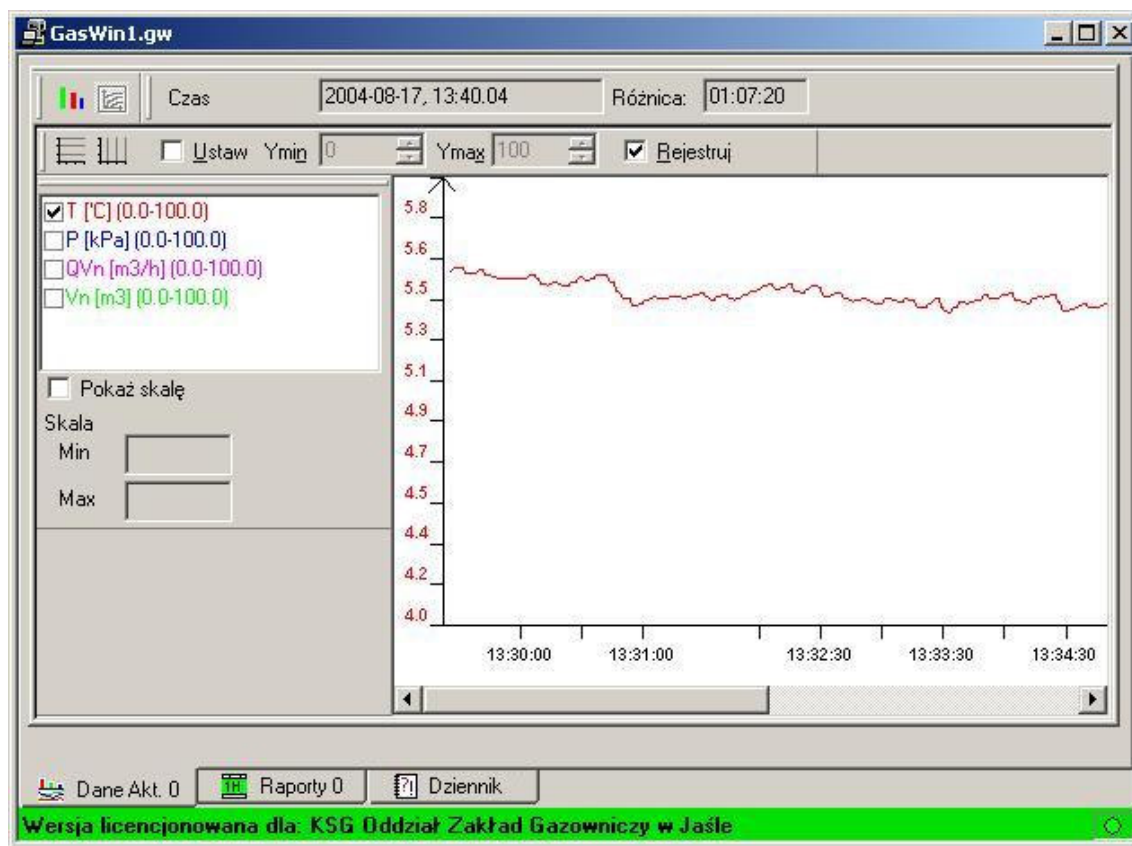 GasWin1.gw
Czas 2004-08-17, 13:40.04 Różnica: 01:07:20
Ustaw Ymin 0 Ymax 100 Rejestruj
T ['C] (0.0-100.0)
P [kPa] (0.0-100.0)
QVn [m3/h] (0.0-100.0)
Vn [m3] (0.0-100.0)
Pokaż skalę
Skala
Min
Max
5.8
5.6
5.5
5.3
5.1
4.9
4.7
4.5
4.4
4.2
4.0
13:30:00 13:31:00 13:32:30 13:33:30 13:34:30
Dane Akt. 0 1H Raporty 0 Dziennik
Wersja licencjonowana dla: KSG Oddział Zakład Gazowniczy w Jaśle